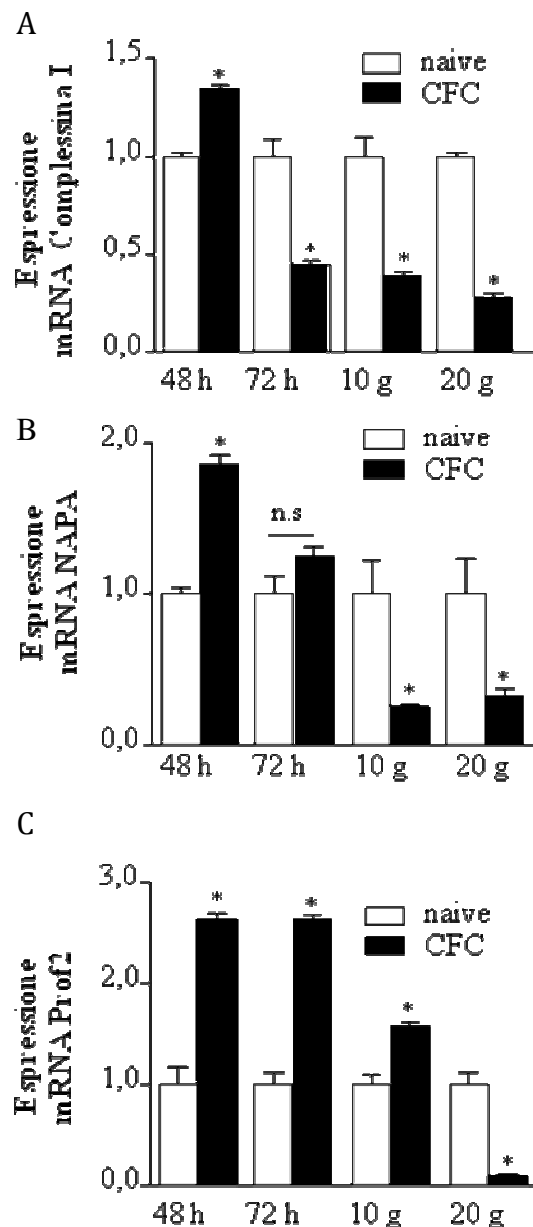 A
Espressione
mRNA Complessina I
1,5
1,0
0,5
0,0
naive
CFC
*
*
*
*
48 h 72 h 10 g 20 g
B
Espressione
mRNA NAPA
2,0
1,0
0,0
naive
CFC
*
n.s
*
*
48 h 72 h 10 g 20 g
C
Espressione
mRNA Prof2
3,0
2,0
1,0
0,0
naive
CFC
*
*
*
*
48 h 72 h 10 g 20 g